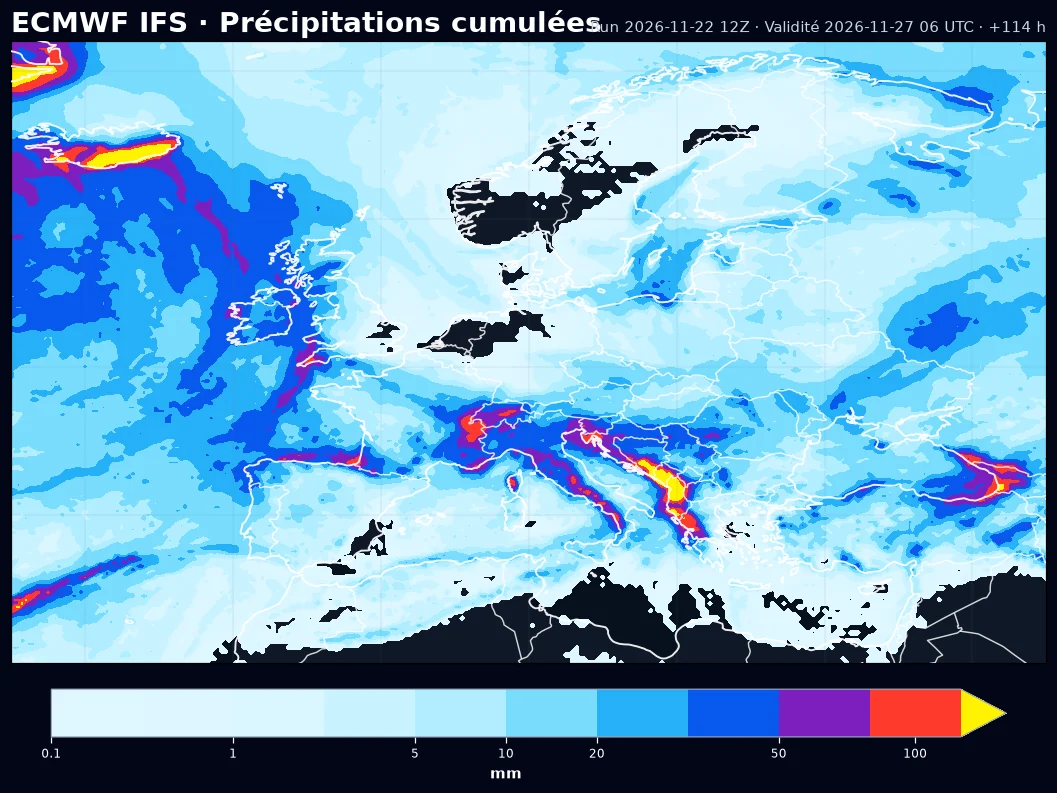 ECMWF IFS · Précipitations cumulées
Run 2026-11-22 12Z · Validité 2026-11-27 06 UTC · +114 h
0.1 1 5 10 20 50 100
mm